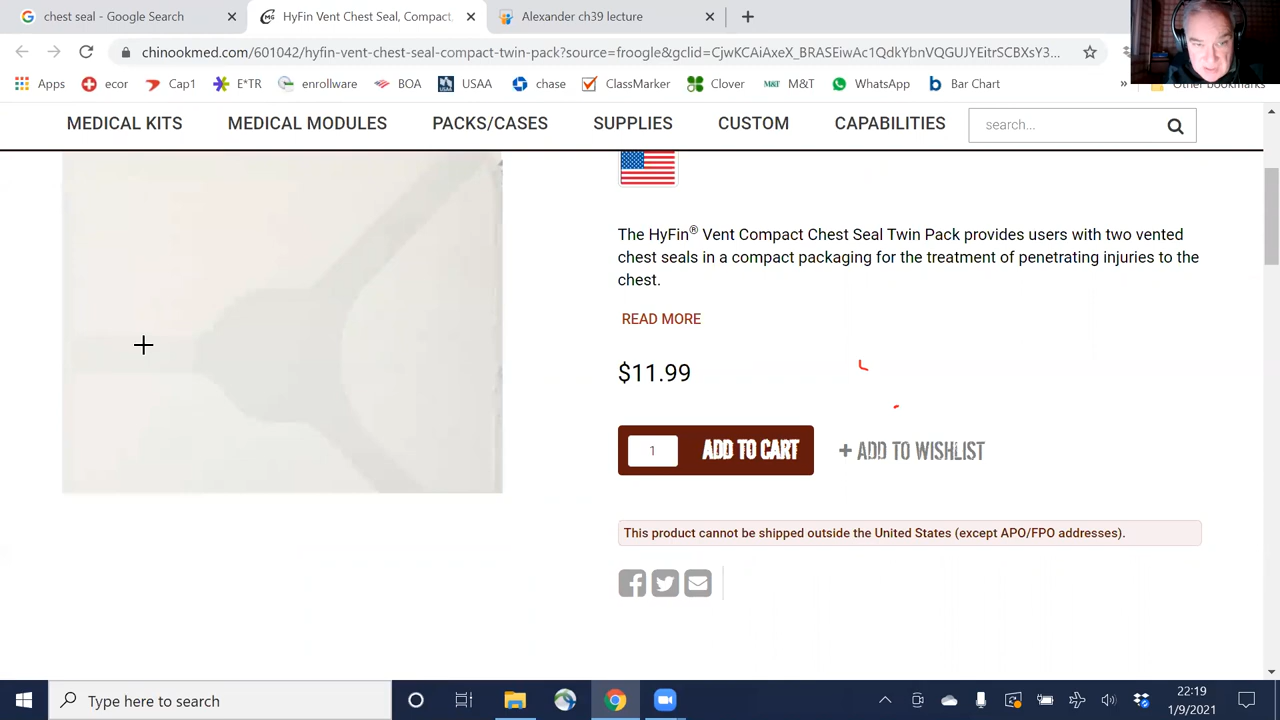 chest seal - Google Search
HyFin Vent Chest Seal, Compact,
Alexander ch39 lecture
chinookmed.com/601042/hyfin-vent-chest-seal-compact-twin-pack?source=froogle&gclid=CjwKCAiAxeX_BRASEiwAc1QdkYbnVQGUJYEitrSCBXsY3...
Apps
ecor
Cap1
E*TR
enrollware
BOA
USAA
chase
ClassMarker
Clover
M&T
M&T
WhatsApp
Bar Chart
»
Other bookmarks
MEDICAL KITS
MEDICAL MODULES
PACKS/CASES
SUPPLIES
CUSTOM
CAPABILITIES
search...
The HyFin® Vent Compact Chest Seal Twin Pack provides users with two vented
chest seals in a compact packaging for the treatment of penetrating injuries to the
chest.
READ MORE
$11.99
1
ADD TO CART
+ ADD TO WISHLIST
This product cannot be shipped outside the United States (except APO/FPO addresses).
Type here to search
22:19
1/9/2021